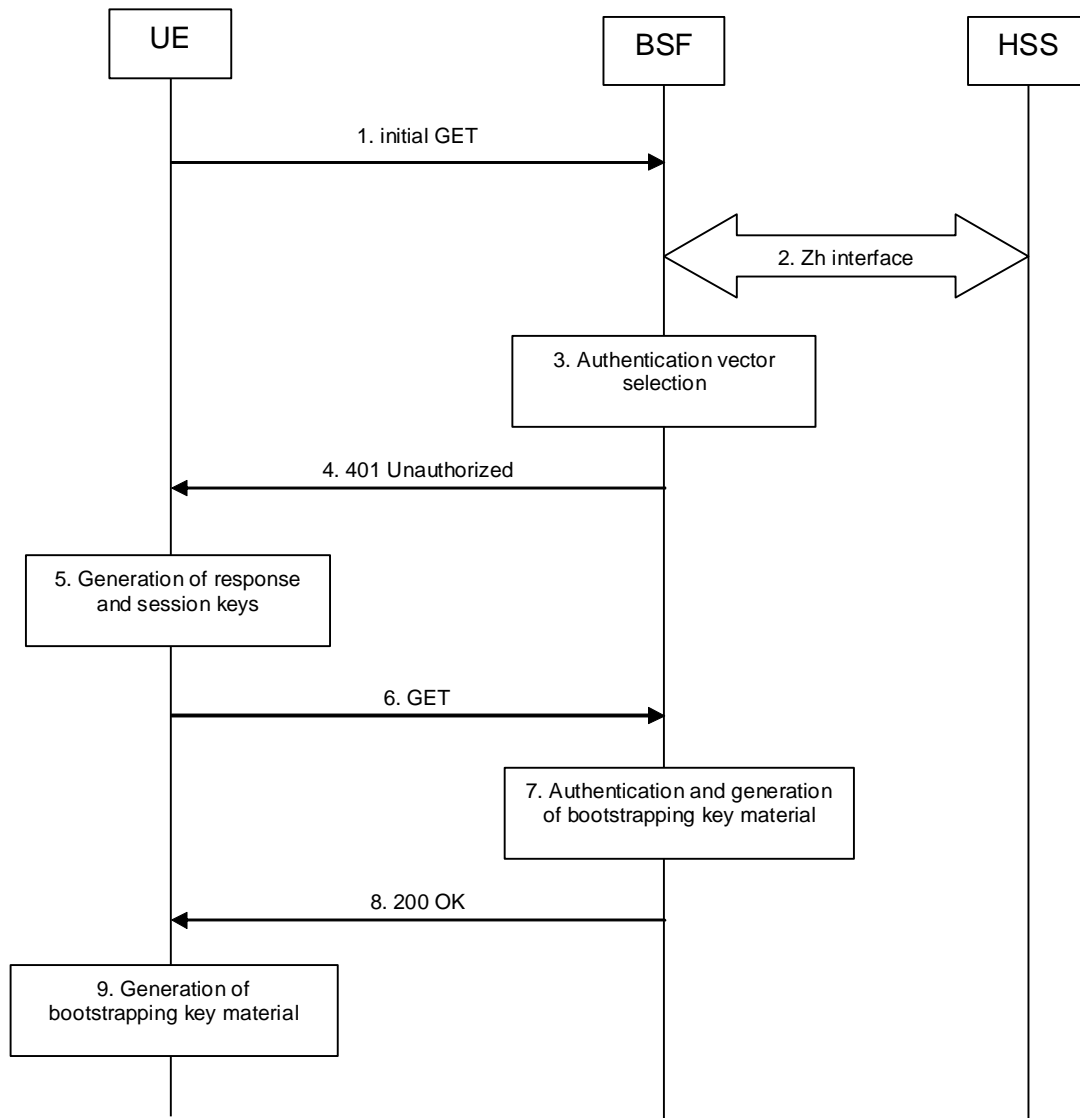 UE
BSF
HSS
1. initial GET
2. Zh interface
3. Authentication vector
selection
4. 401 Unauthorized
5. Generation of response
and session keys
6. GET
7. Authentication and generation
of bootstrapping key material
8. 200 OK
9. Generation of
bootstrapping key material